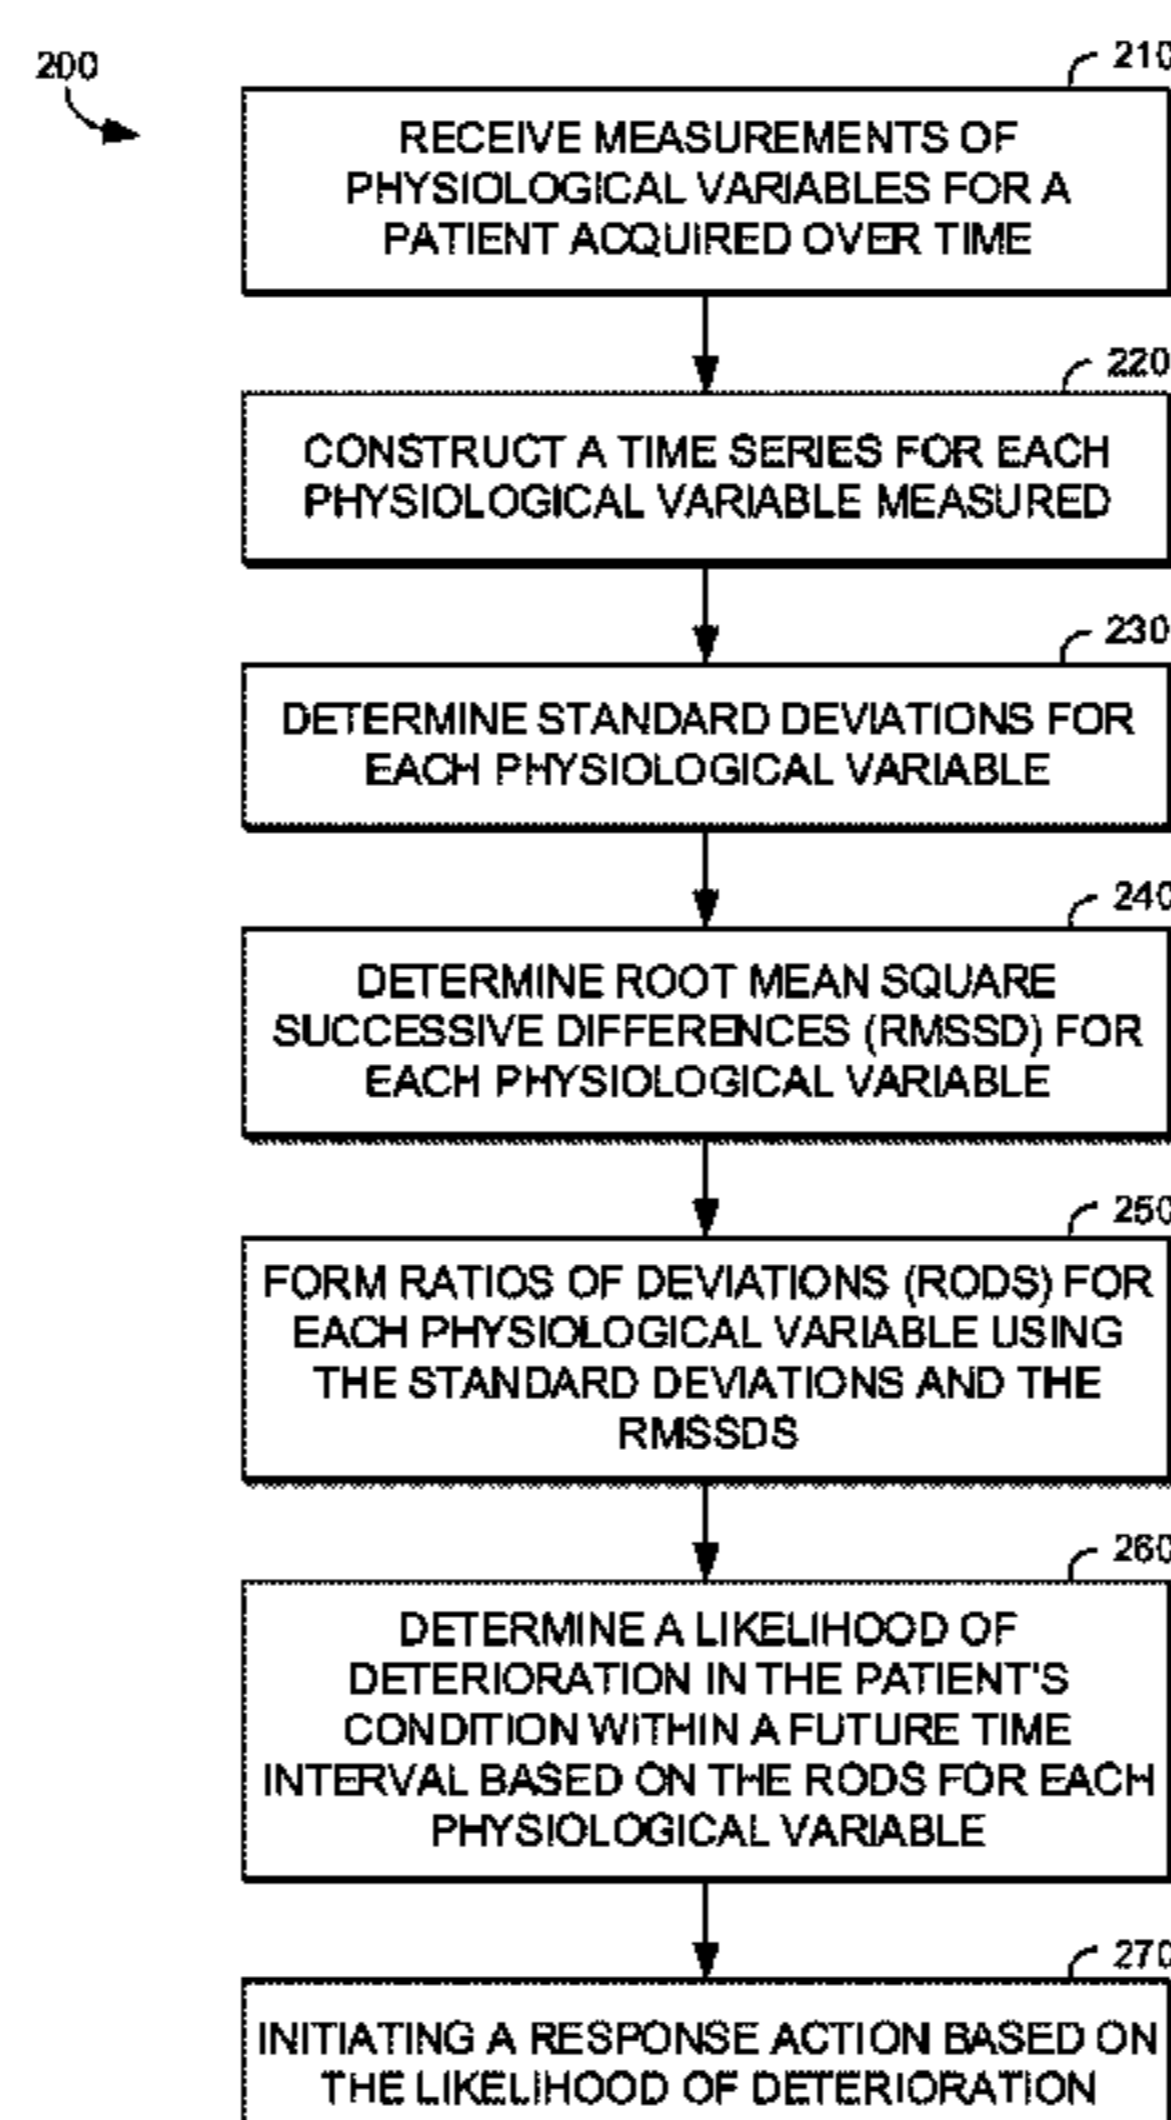 200
210
RECEIVE MEASUREMENTS OF
PHYSIOLOGICAL VARIABLES FOR A
PATIENT ACQUIRED OVER TIME
220
CONSTRUCT A TIME SERIES FOR EACH
PHYSIOLOGICAL VARIABLE MEASURED
230
DETERMINE STANDARD DEVIATIONS FOR
EACH PHYSIOLOGICAL VARIABLE
240
DETERMINE ROOT MEAN SQUARE
SUCCESSIVE DIFFERENCES (RMSSD) FOR
EACH PHYSIOLOGICAL VARIABLE
250
FORM RATIOS OF DEVIATIONS (RODS) FOR
EACH PHYSIOLOGICAL VARIABLE USING
THE STANDARD DEVIATIONS AND THE
RMSSDS
260
DETERMINE A LIKELIHOOD OF
DETERIORATION IN THE PATIENT'S
CONDITION WITHIN A FUTURE TIME
INTERVAL BASED ON THE RODS FOR EACH
PHYSIOLOGICAL VARIABLE
270
INITIATING A RESPONSE ACTION BASED ON
THE LIKELIHOOD OF DETERIORATION